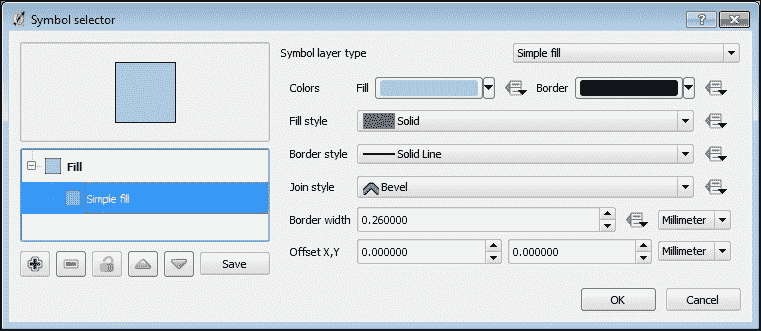 Symbol selector
Symbol layer type Simple fill
Colors Fill Border
Fill style Solid
Border style Solid Line
Join style Bevel
Border width 0.260000 Millimeter
Offset X,Y 0.000000 0.000000 Millimeter
Fill
Simple fill
Save
OK Cancel